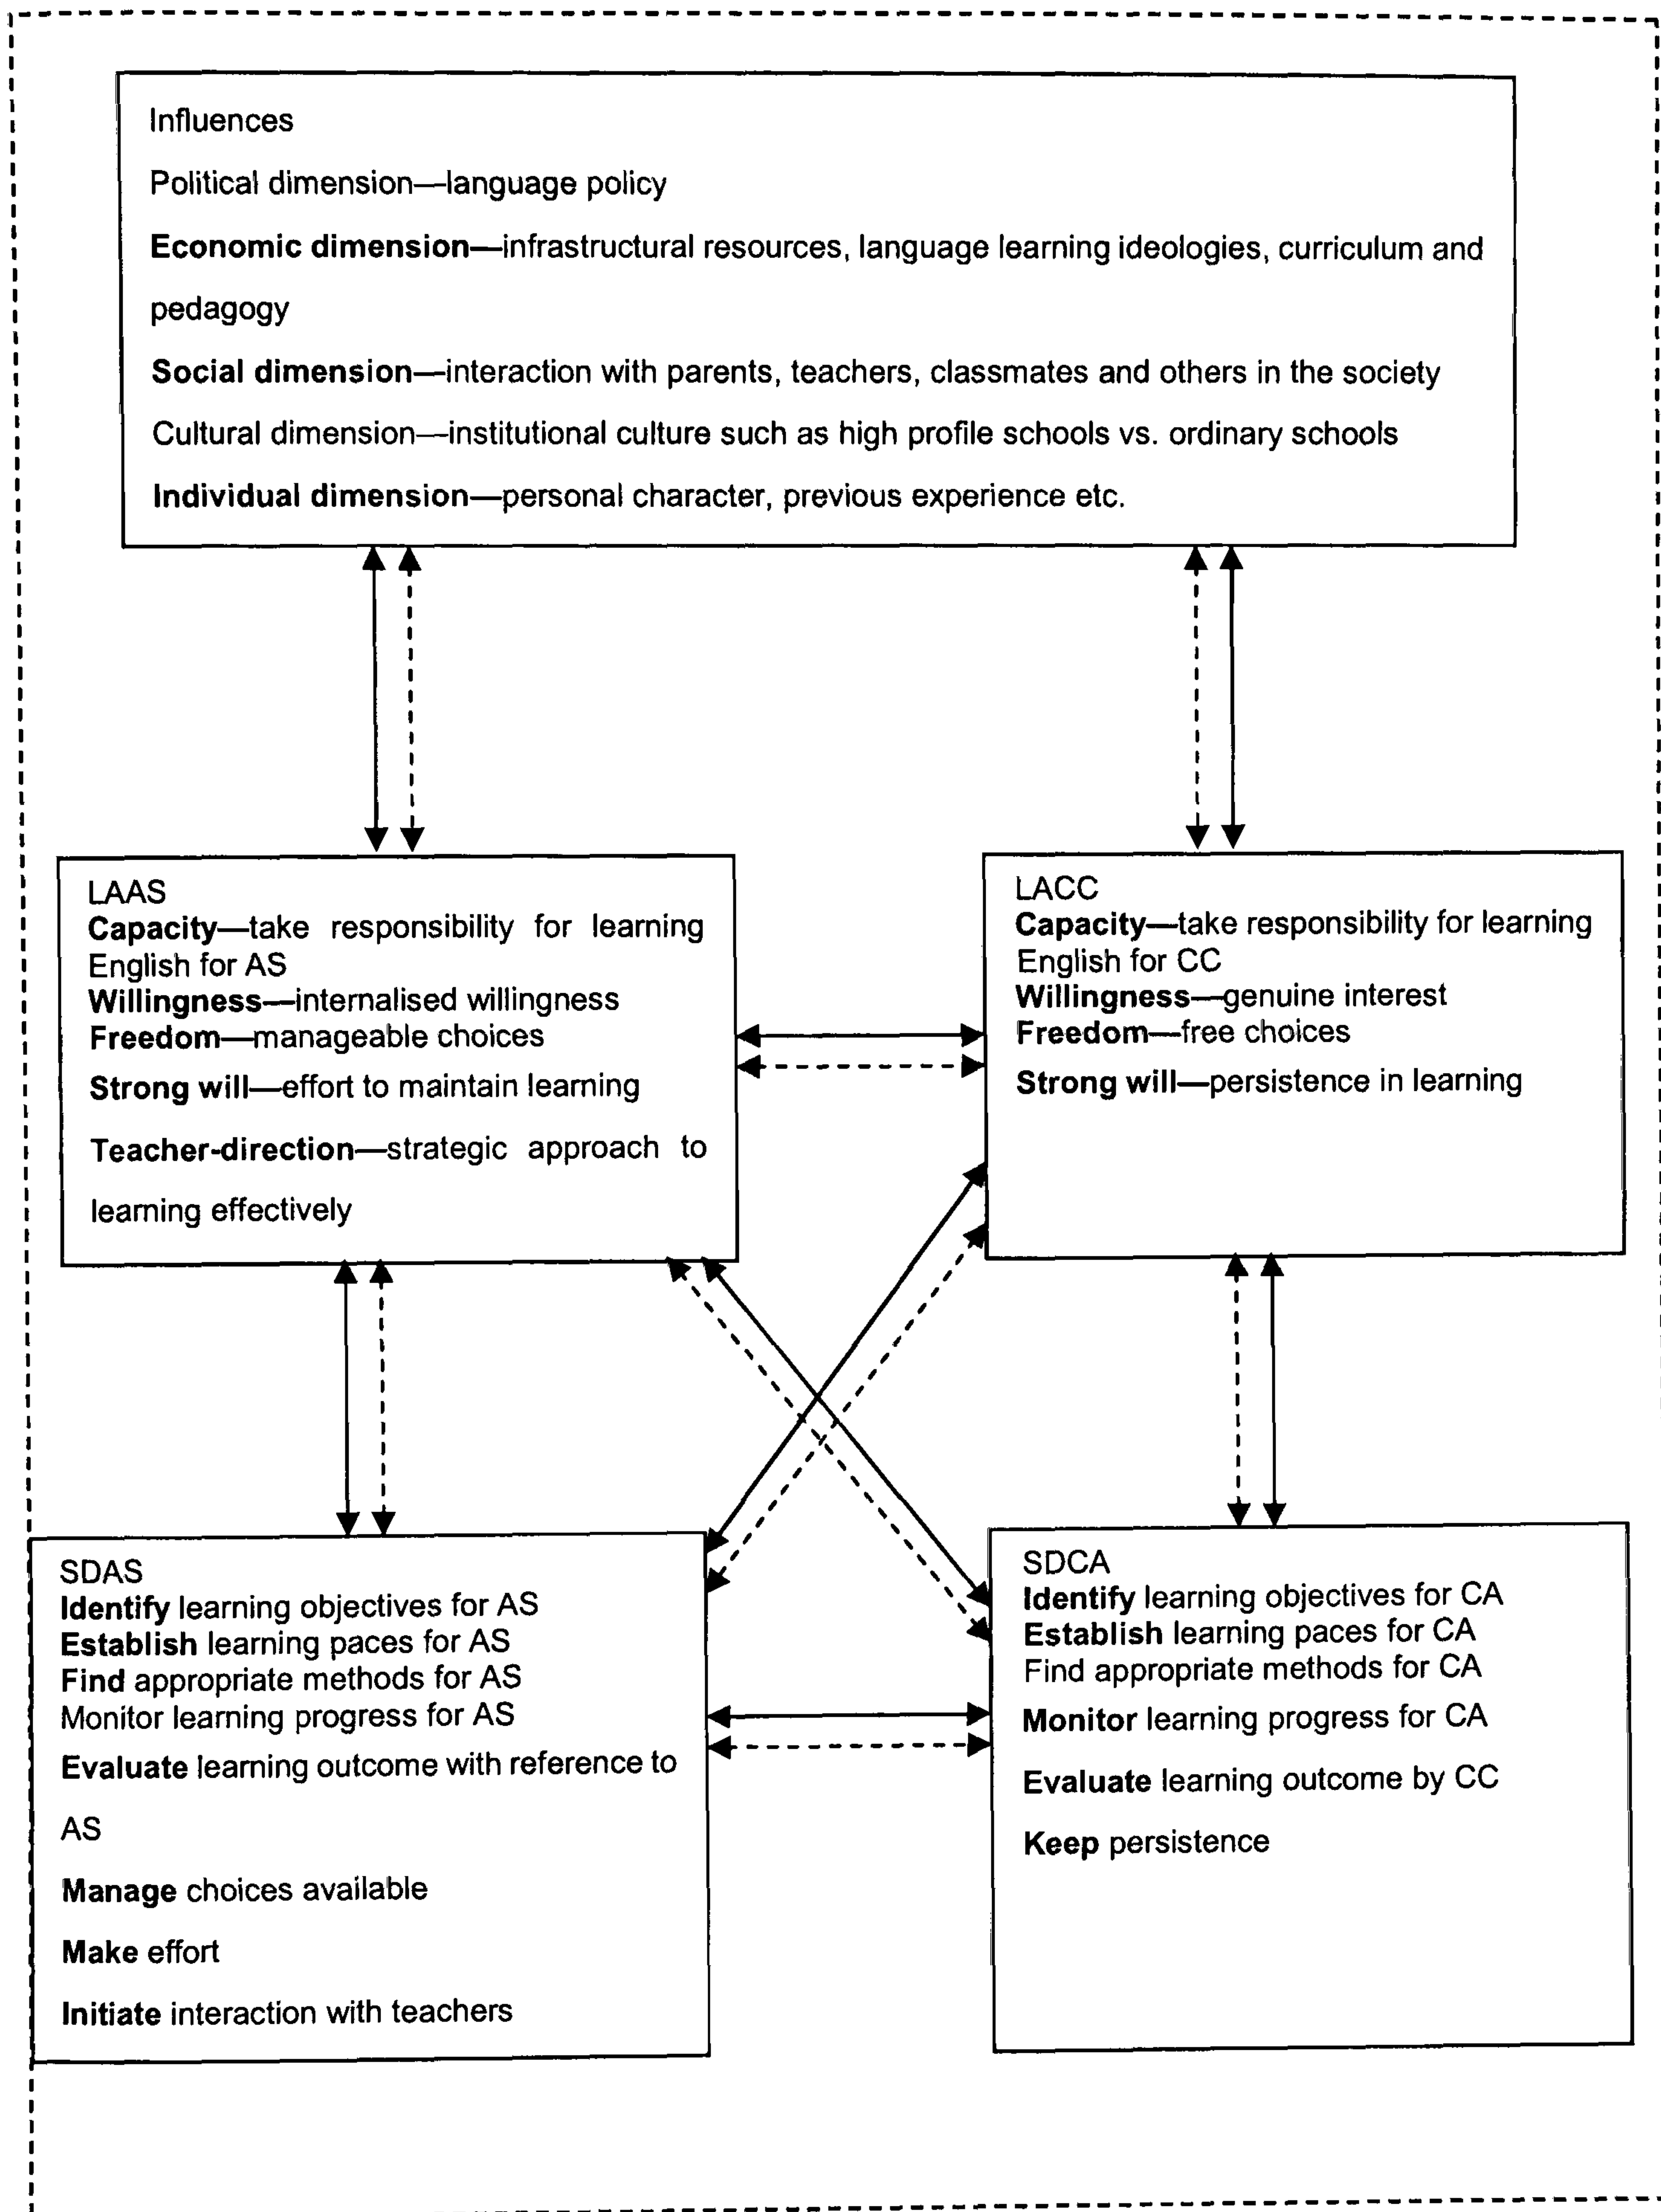 Influences
Political dimension—language policy
Economic dimension—infrastructural resources, language learning ideologies, curriculum and
pedagogy
Social dimension—interaction with parents, teachers, classmates and others in the society
Cultural dimension—institutional culture such as high profile schools vs. ordinary schools
Individual dimension—personal character, previous experience etc.
LAAS
Capacity—take responsibility for learning
English for AS
Willingness—internalised willingness
Freedom—manageable choices
Strong will—effort to maintain learning
Teacher-direction—strategic approach to
learning effectively
LACC
Capacity—take responsibility for learning
English for CC
Willingness—genuine interest
Freedom—free choices
Strong will—persistence in learning
SDAS
Identify learning objectives for AS
Establish learning paces for AS
Find appropriate methods for AS
Monitor learning progress for AS
Evaluate learning outcome with reference to
AS
Manage choices available
Make effort
Initiate interaction with teachers
SDCA
Identify learning objectives for CA
Establish learning paces for CA
Find appropriate methods for CA
Monitor learning progress for CA
Evaluate learning outcome by CC
Keep persistence